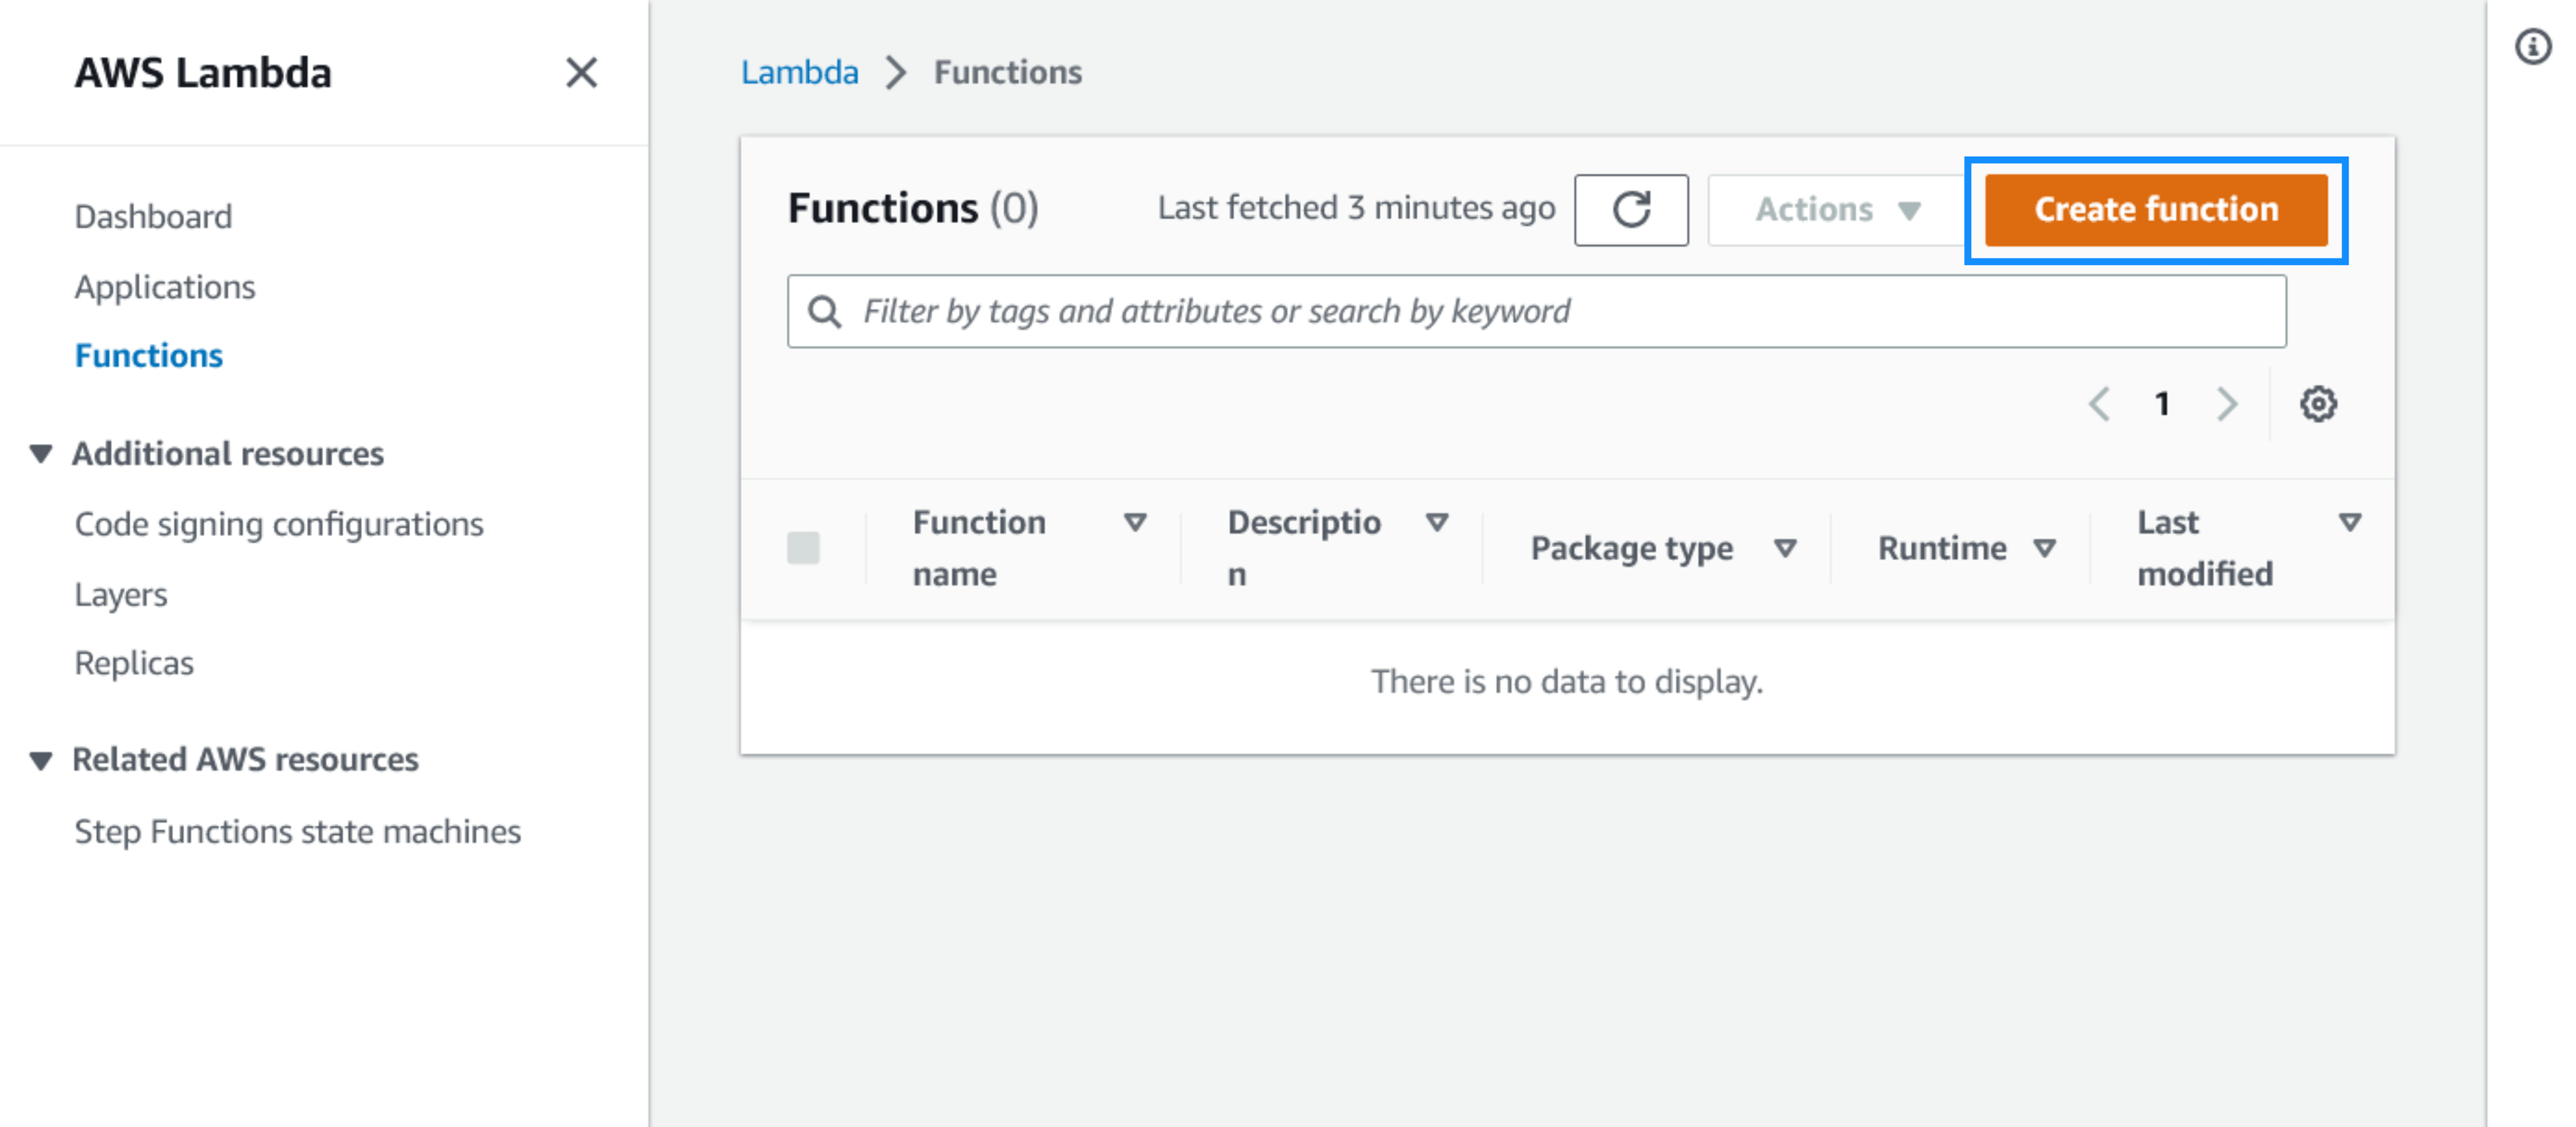 AWS Lambda
Dashboard
Applications
Functions
Additional resources
Code signing configurations
Layers
Replicas
Related AWS resources
Step Functions state machines
Lambda Functions
Functions (0) Last fetched 3 minutes ago Actions Create function
Filter by tags and attributes or search by keyword
1
Function name
Descriptio
n
Package type
Runtime
Last
modified
There is no data to display.